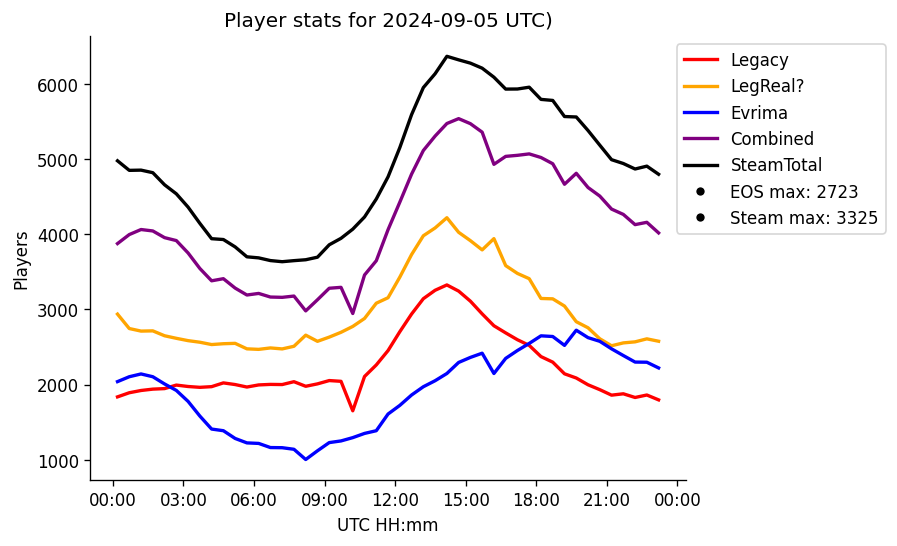 Player stats for 2024-09-05 UTC)
Players
6000
5000
4000
3000
2000
1000
00:00 03:00 06:00 09:00 12:00 15:00 18:00 21:00 00:00
UTC HH:mm
Legacy
LegReal?
Evrima
Combined
SteamTotal
EOS max: 2723
Steam max: 3325